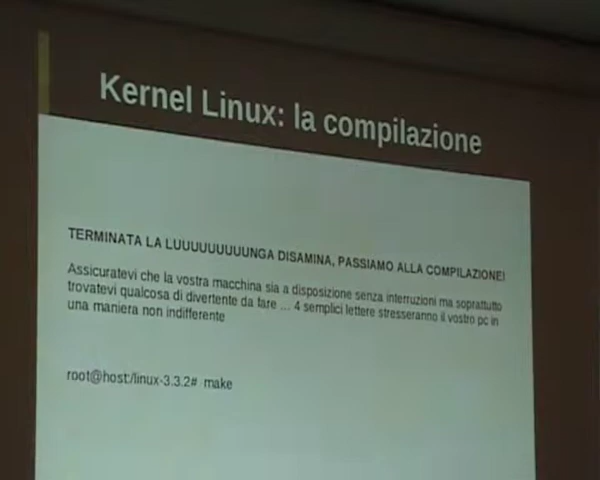 Kernel Linux: la compilazione
TERMINATA LA LUUUUUUUUUNGA DISAMINA, PASSIAMO ALLA COMPILAZIONE!
Assicuratevi che la vostra macchina sia a disposizione senza interruzioni ma soprattutto
trovatevi qualcosa di divertente da fare ... 4 semplici lettere stresseranno il vostro pc in
una maniera non indifferente
root@host:/linux-3.3.2# make